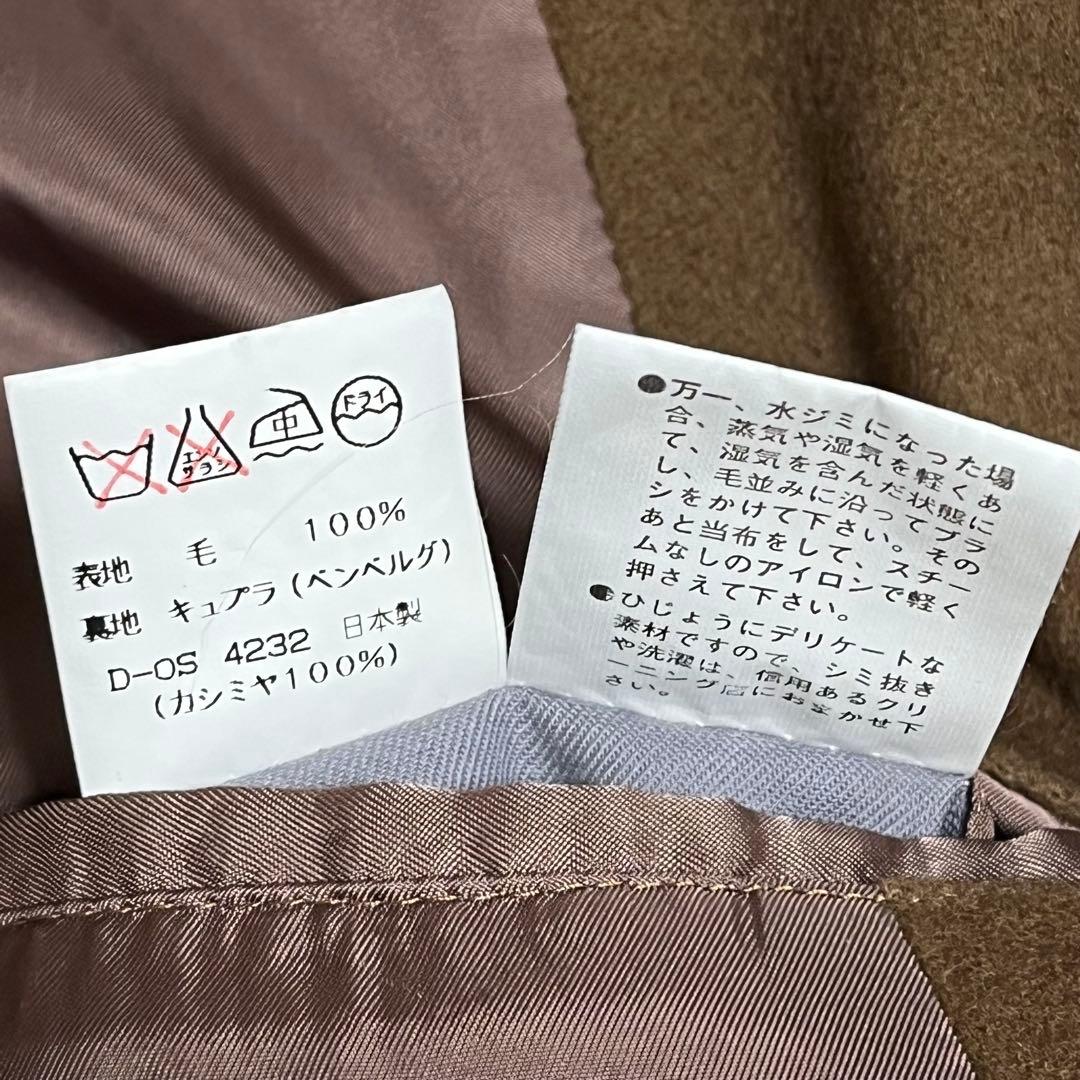 エンソ
サラシ
中
ドライ
表地 毛 100%
裏地 キュプラ(ベンベルグ)
D-OS 4232 日本製
(カシミヤ100%)
●万一、水ジミになった場
合、蒸気や湿気を軽くあ
て、湿気を含んだ状態に
し、毛並みに沿ってブラ
シをかけて下さい。その
あと当布をして、スチー
ムなしのアイロンで軽く
押さえて下さい。
●ひじょうにデリケートな
素材ですので、シミ抜き
や洗濯は、信用あるクリ
ーニング店におまかせ下
さい。